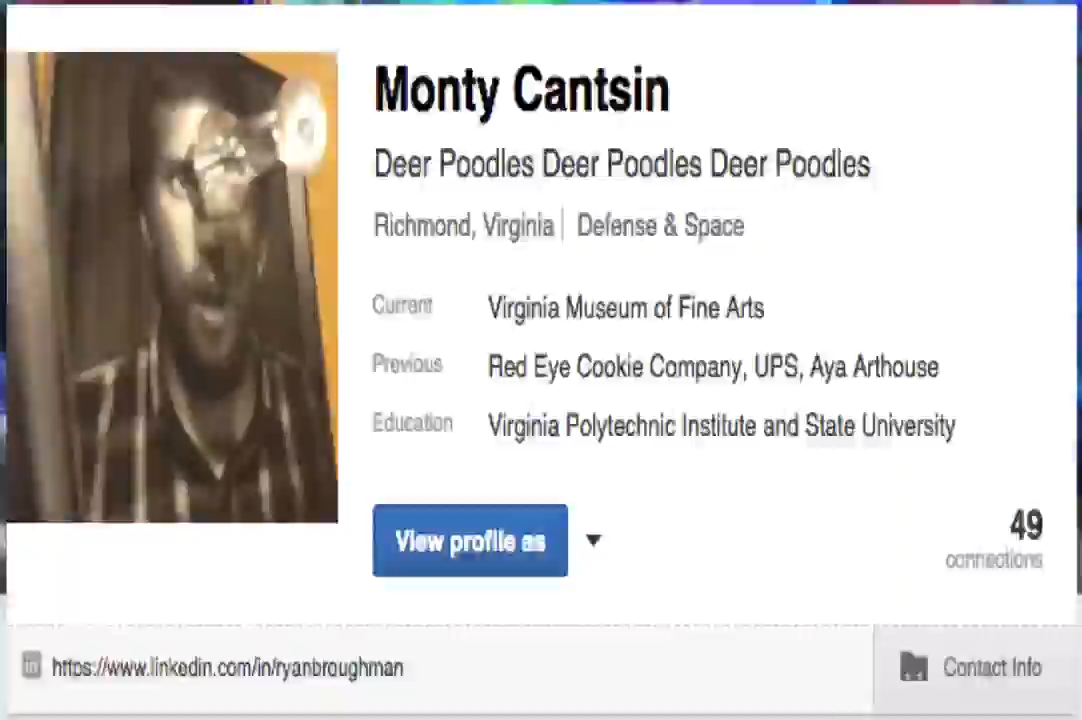 Monty Cantsin
Deer Poodles Deer Poodles Deer Poodles
Richmond, Virginia | Defense & Space
Current Virginia Museum of Fine Arts
Previous Red Eye Cookie Company, UPS, Aya Arthouse
Education Virginia Polytechnic Institute and State University
View profile as
49
connections
in https://www.linkedin.com/in/ryanbroughman
Contact Info